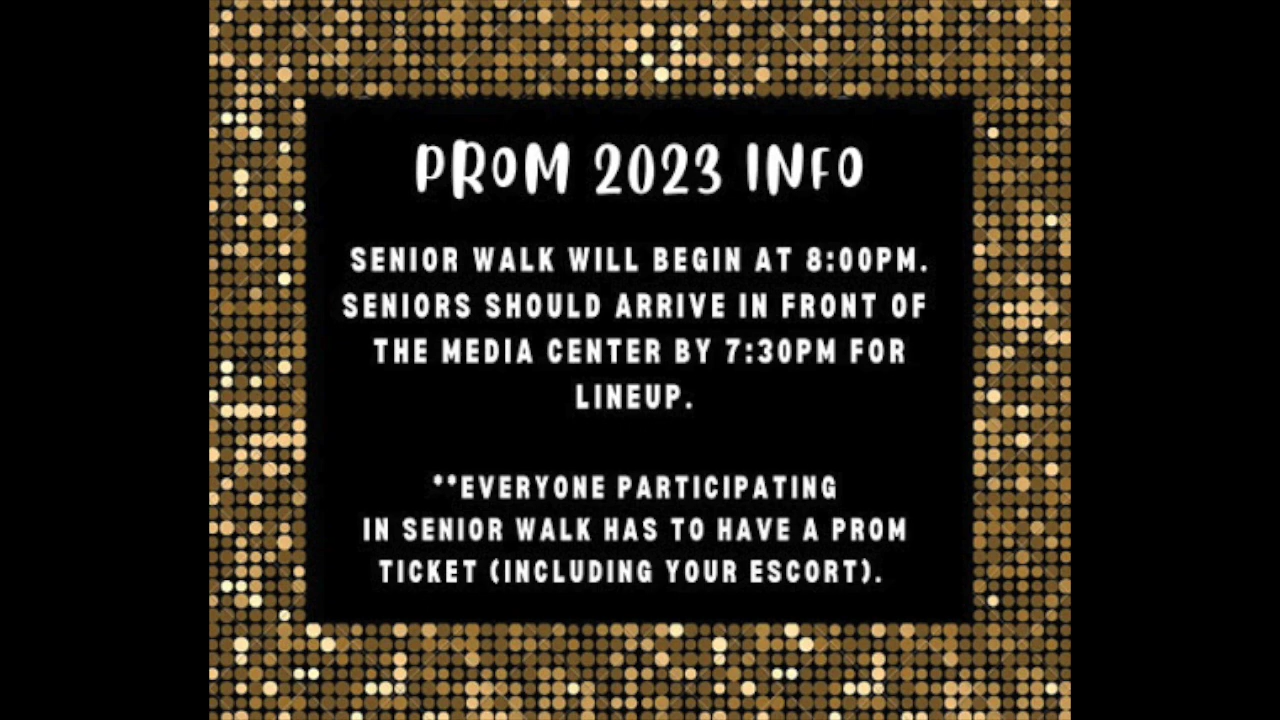 PROM 2023 INFO
SENIOR WALK WILL BEGIN AT 8:00PM.
SENIORS SHOULD ARRIVE IN FRONT OF
THE MEDIA CENTER BY 7:30PM FOR
LINEUP.
**EVERYONE PARTICIPATING
IN SENIOR WALK HAS TO HAVE A PROM
TICKET (INCLUDING YOUR ESCORT).